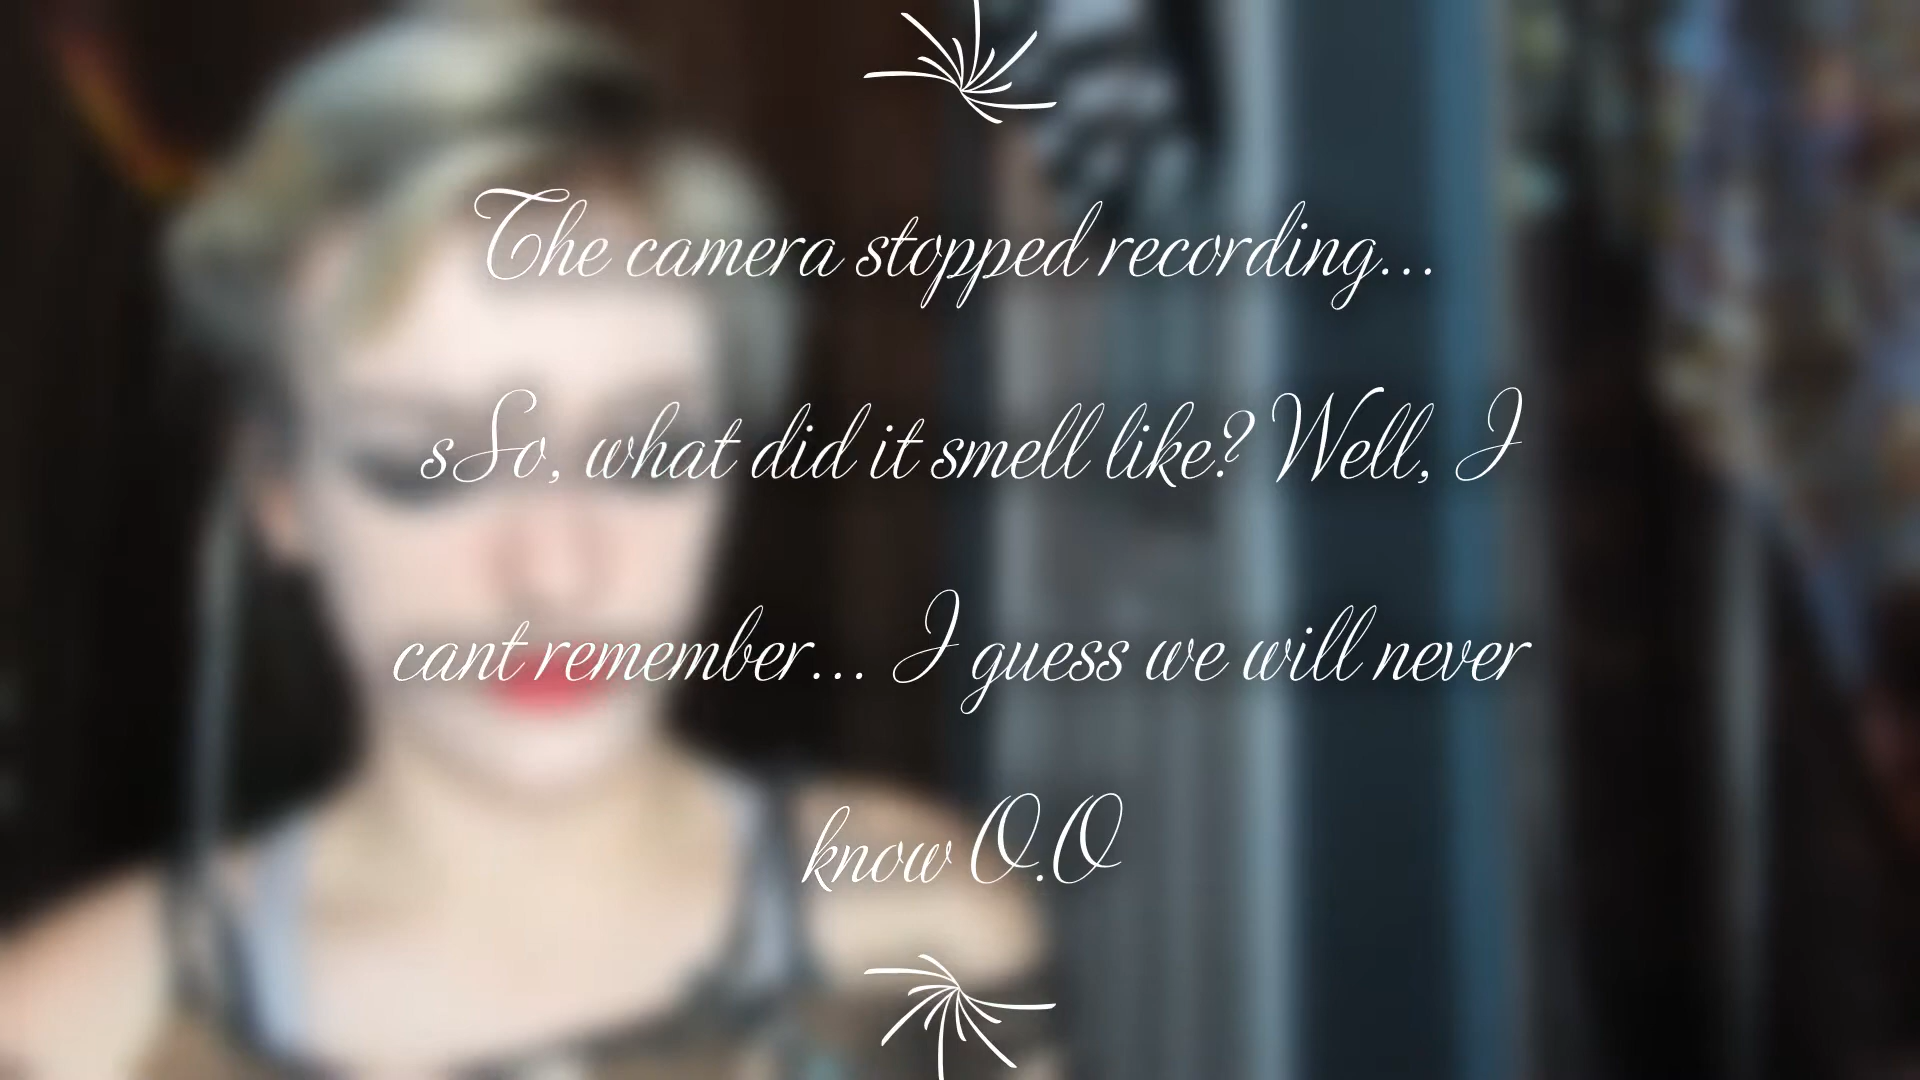 The camera stopped recording...
sSo, what did it smell like? Well, I
cant remember... I guess we will never
know O.O